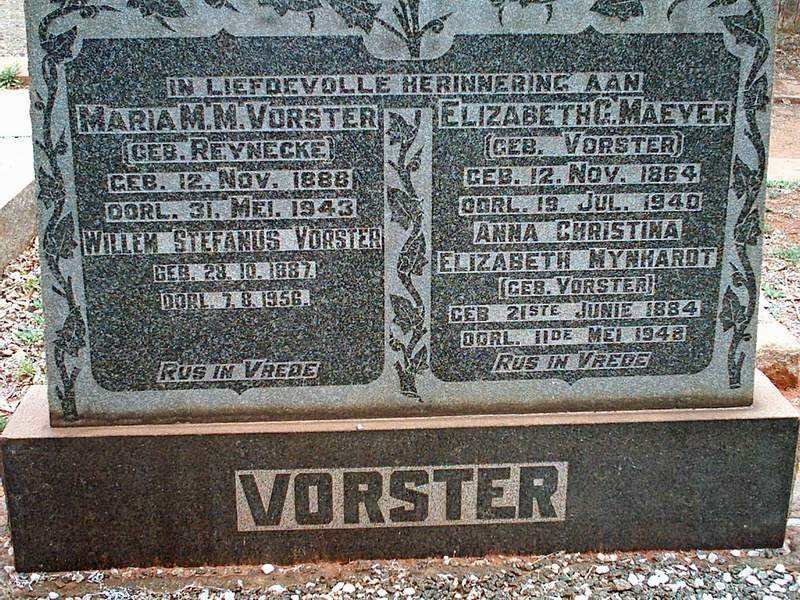 IN LIEFDEVOLLE HERINNERING AAN
MARIA M. M. VORSTER
(GEB. REYNECKE)
GEB. 12. NOV. 1888
OORL. 31. MEI. 1943
WILLEM STEFANUS VORSTER
GEB. 28. 10. 1887.
OORL. 7. 8. 1956.
RUS IN VREDE
ELIZABETH C. MAEYER
(GEB. VORSTER)
GEB. 12. NOV. 1864
OORL. 19. JUL. 1940
ANNA CHRISTINA
ELIZABETH MYNHARDT
(GEB. VORSTER)
GEB 21STE JUNIE 1884
OORL. 11DE MEI 1948
RUS IN VREDE
VORSTER